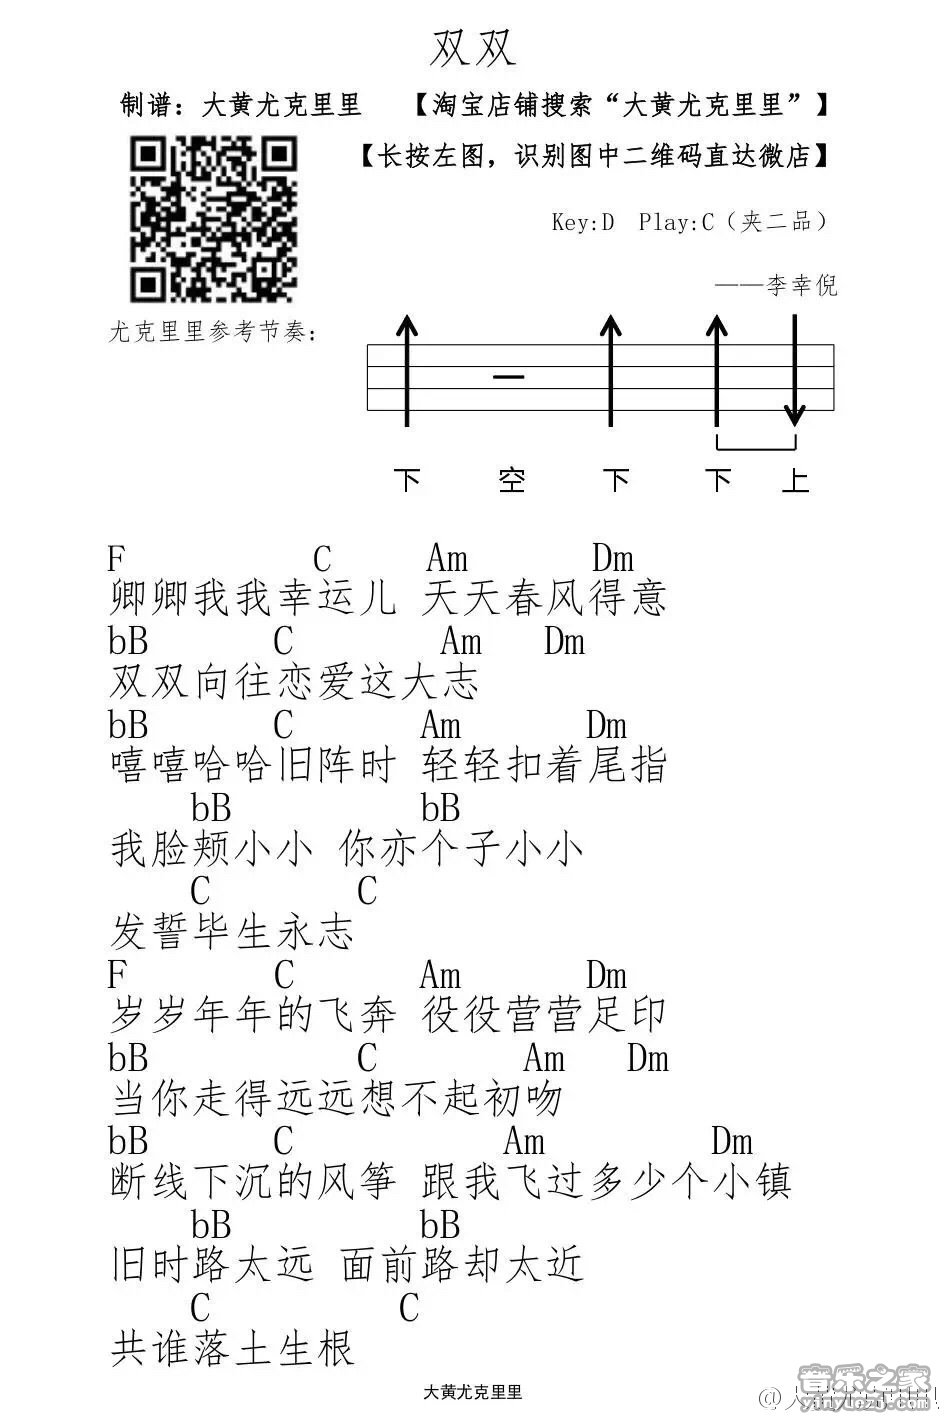 双双
制谱：大黄尤克里里 【淘宝店铺搜索“大黄尤克里里”】
【长按左图，识别图中二维码直达微店】
Key:D Play:C（夹二品）
——李幸倪
尤克里里参考节奏：
下 空 下 下 上
F C Am Dm
卿卿我我幸运儿 天天春风得意
bB C Am Dm
双双向往恋爱这大志
bB C Am Dm
嘻嘻哈哈旧阵时 轻轻扣着尾指
bB bB
我脸颊小小 你亦个子小小
C C
发誓毕生永志
F C Am Dm
岁岁年年的飞奔 役役营营足印
bB C Am Dm
当你走得远远想不起初吻
bB C Am Dm
断线下沉的风筝 跟我飞过多少个小镇
bB bB
旧时路太远 面前路却太近
C C
共谁落土生根
大黄尤克里里
音乐之家